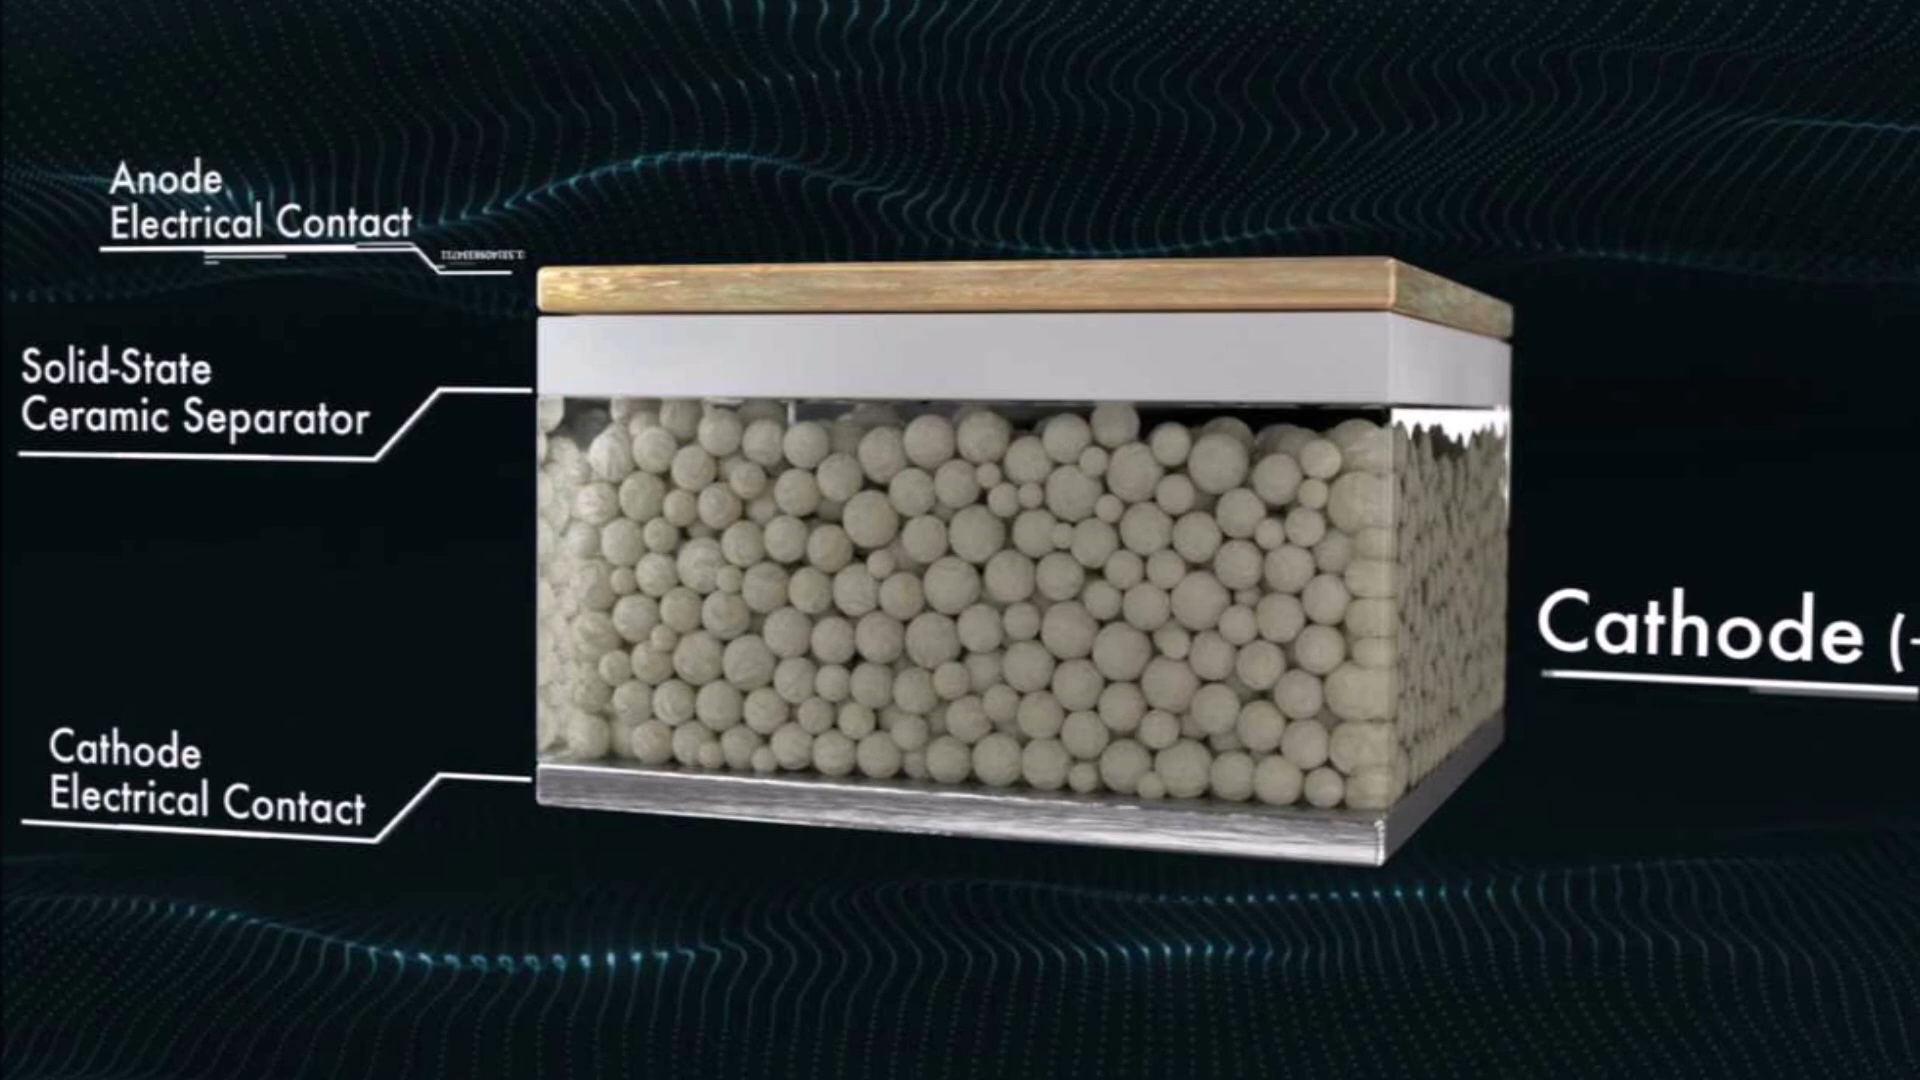 Anode
Electrical Contact
Solid-State
Ceramic Separator
Cathode
Electrical Contact
Cathode (